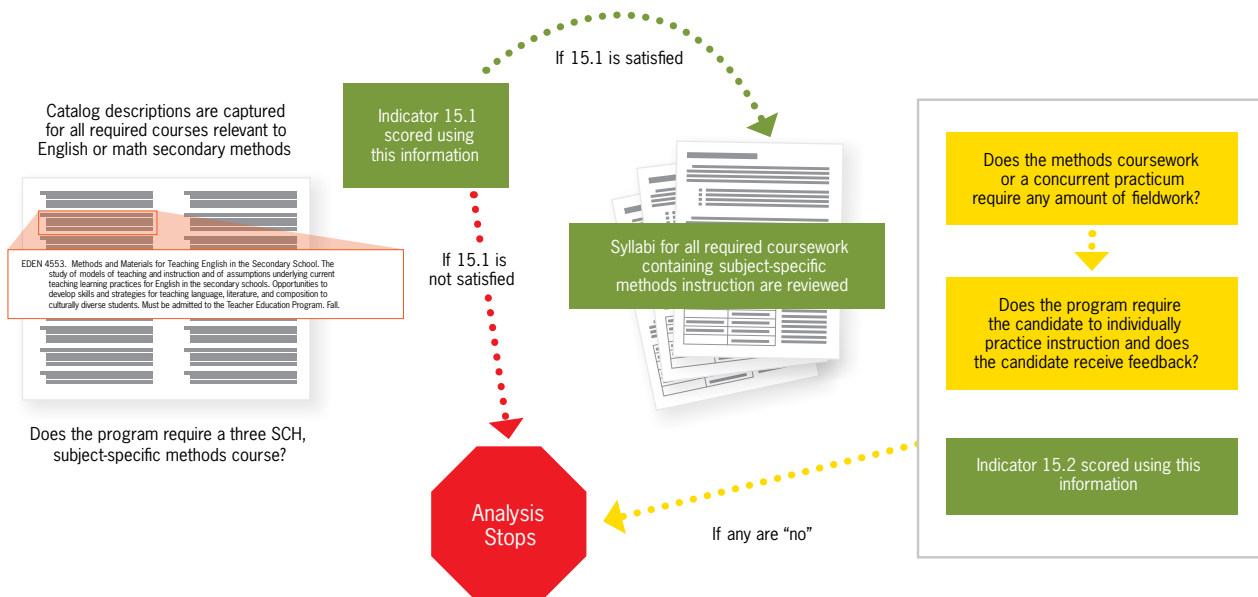 Catalog descriptions are captured
for all required courses relevant to
English or math secondary methods
EDEN 4553. Methods and Materials for Teaching English in the Secondary School. The
study of models of teaching and instruction and of assumptions underlying current
teaching learning practices for English in the secondary schools. Opportunities to
develop skills and strategies for teaching language, literature, and composition to
culturally diverse students. Must be admitted to the Teacher Education Program. Fall.
Does the program require a three SCH,
subject-specific methods course?
Indicator 15.1
scored using
this information
If 15.1 is satisfied
If 15.1 is
not satisfied
Syllabi for all required coursework
containing subject-specific
methods instruction are reviewed
Analysis
Stops
Does the methods coursework
or a concurrent practicum
require any amount of fieldwork?
Does the program require
the candidate to individually
practice instruction and does
the candidate receive feedback?
Indicator 15.2 scored using this
information
If any are “no”